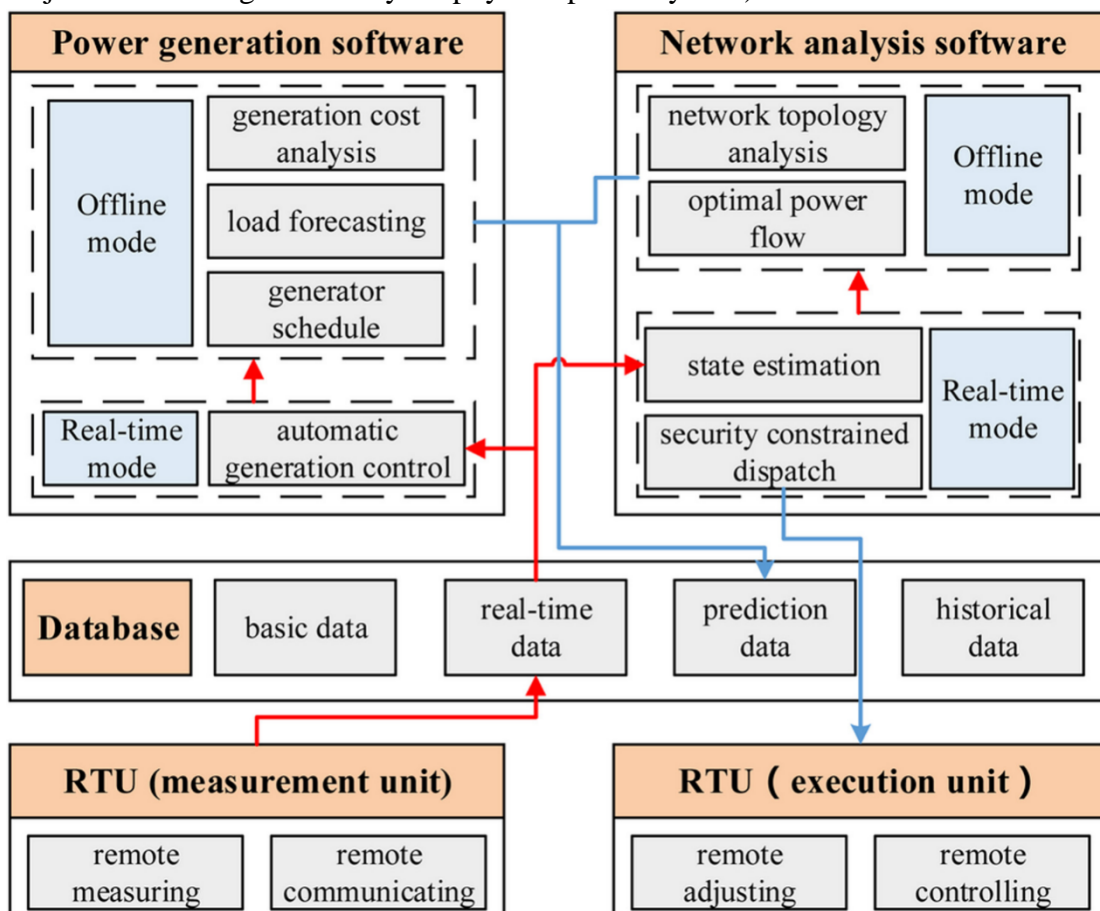 Power generation software
Offline
mode
generation cost
analysis
load forecasting
generator
schedule
Real-time
mode
automatic
generation control
Network analysis software
network topology
analysis
optimal power
flow
Offline
mode
state estimation
security constrained
dispatch
Real-time
mode
Database
basic data
real-time
data
prediction
data
historical
data
RTU (measurement unit)
remote
measuring
remote
communicating
RTU ( execution unit )
remote
adjusting
remote
controlling